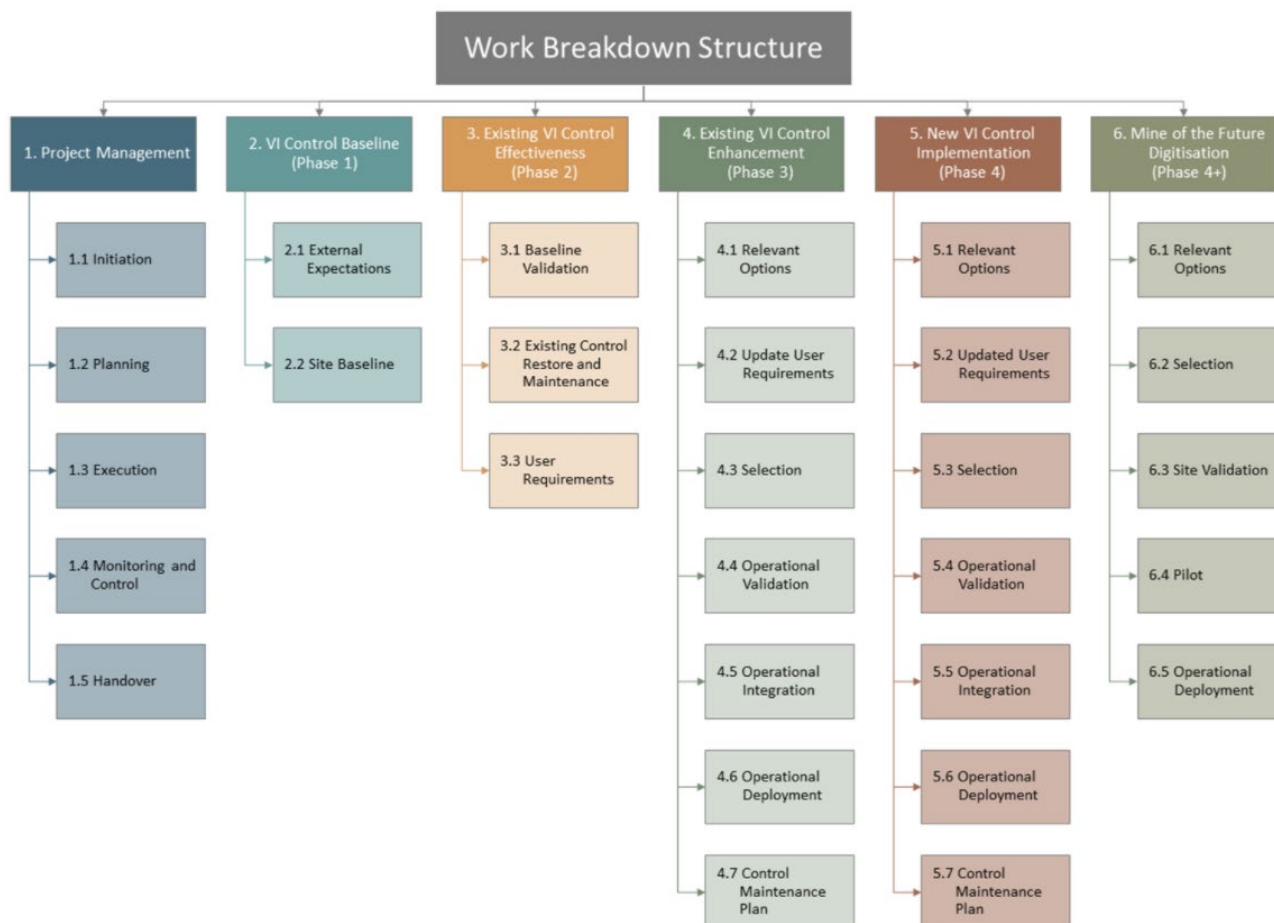 Work Breakdown Structure
1. Project Management
1.1 Initiation
1.2 Planning
1.3 Execution
1.4 Monitoring and
Control
1.5 Handover
2. VI Control Baseline
(Phase 1)
2.1 External
Expectations
2.2 Site Baseline
3. Existing VI Control
Effectiveness
(Phase 2)
3.1 Baseline
Validation
3.2 Existing Control
Restore and
Maintenance
3.3 User
Requirements
4. Existing VI Control
Enhancement
(Phase 3)
4.1 Relevant
Options
4.2 Update User
Requirements
4.3 Selection
4.4 Operational
Validation
4.5 Operational
Integration
4.6 Operational
Deployment
4.7 Control
Maintenance
Plan
5. New VI Control
Implementation
(Phase 4)
5.1 Relevant
Options
5.2 Updated User
Requirements
5.3 Selection
5.4 Operational
Validation
5.5 Operational
Integration
5.6 Operational
Deployment
5.7 Control
Maintenance
Plan
6. Mine of the Future
Digitisation
(Phase 4+)
6.1 Relevant
Options
6.2 Selection
6.3 Site Validation
6.4 Pilot
6.5 Operational
Deployment